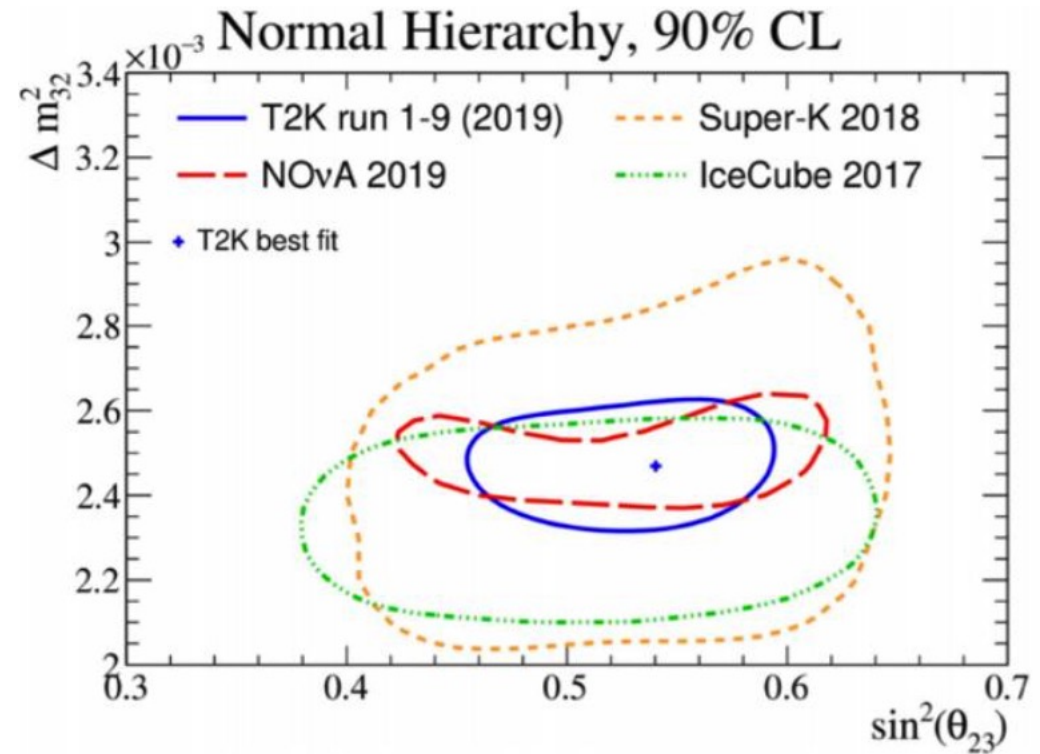 Normal Hierarchy, 90% CL
×10⁻³
Δ m²₃₂
3.4
3.2
3
2.8
2.6
2.4
2.2
2
T2K run 1-9 (2019)
Super-K 2018
NOνA 2019
IceCube 2017
T2K best fit
0.3
0.4
0.5
0.6
0.7
sin²(θ₂₃)